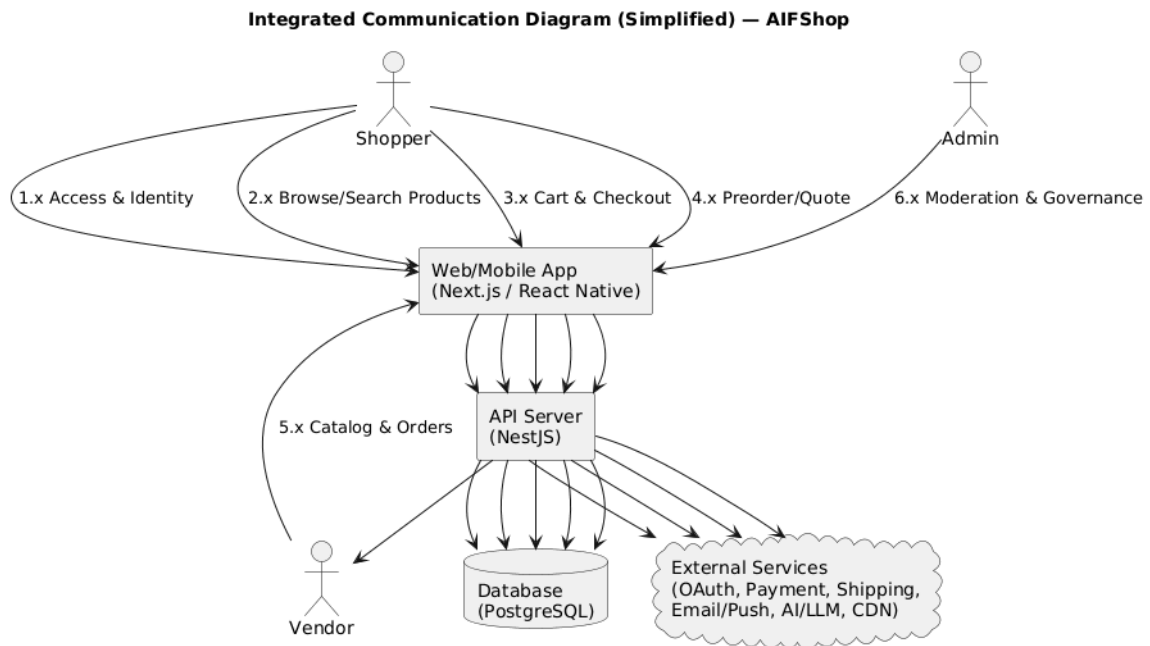 Integrated Communication Diagram (Simplified) — AIFShop
Shopper
Admin
1.x Access & Identity
2.x Browse/Search Products
3.x Cart & Checkout
4.x Preorder/Quote
6.x Moderation & Governance
Web/Mobile App
(Next.js / React Native)
5.x Catalog & Orders
API Server
(NestJS)
Vendor
Database
(PostgreSQL)
External Services
(OAuth, Payment, Shipping,
Email/Push, AI/LLM, CDN)